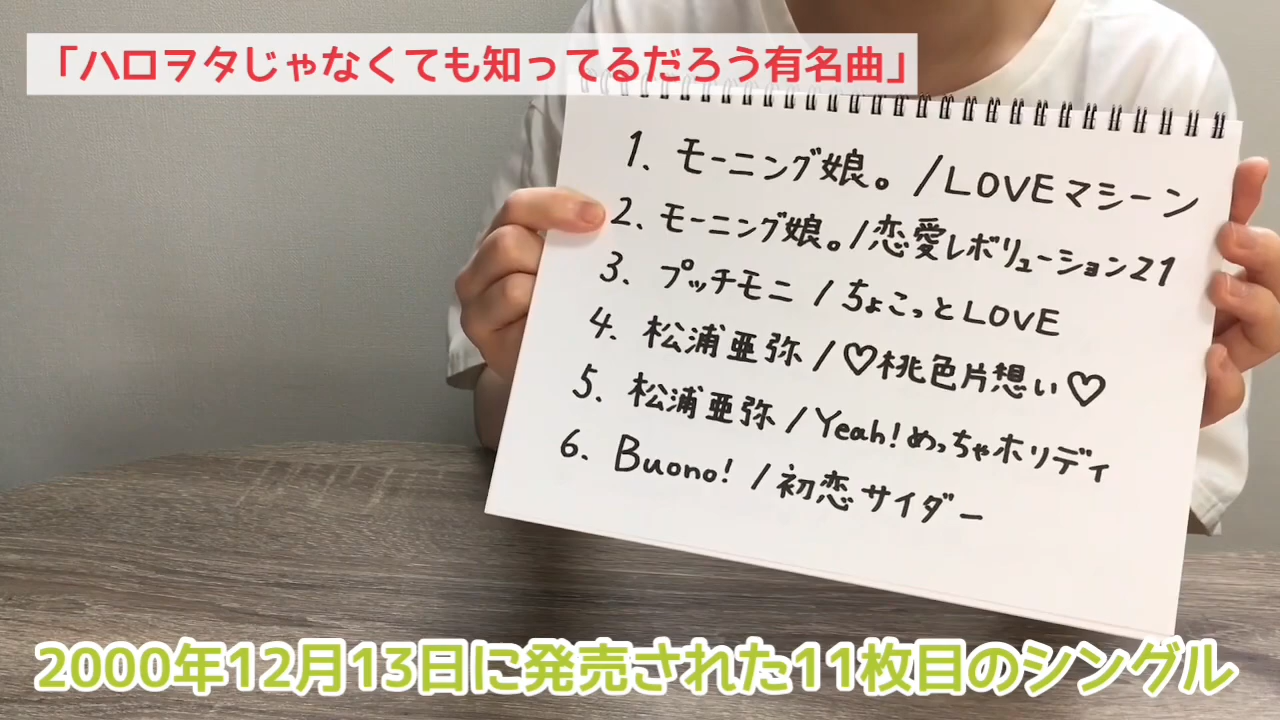 「ハロヲタじゃなくても知ってるだろう有名曲」
1. モーニング娘。/LOVEマシーン
2. モーニング娘。/恋愛レボリューション21
3. プッチモニ/ちょこっとLOVE
4. 松浦亜弥/♡桃色片想い♡
5. 松浦亜弥/Yeah!めっちゃホリディ
6. Buono!/初恋サイダー
2000年12月13日に発売された11枚目のシングル